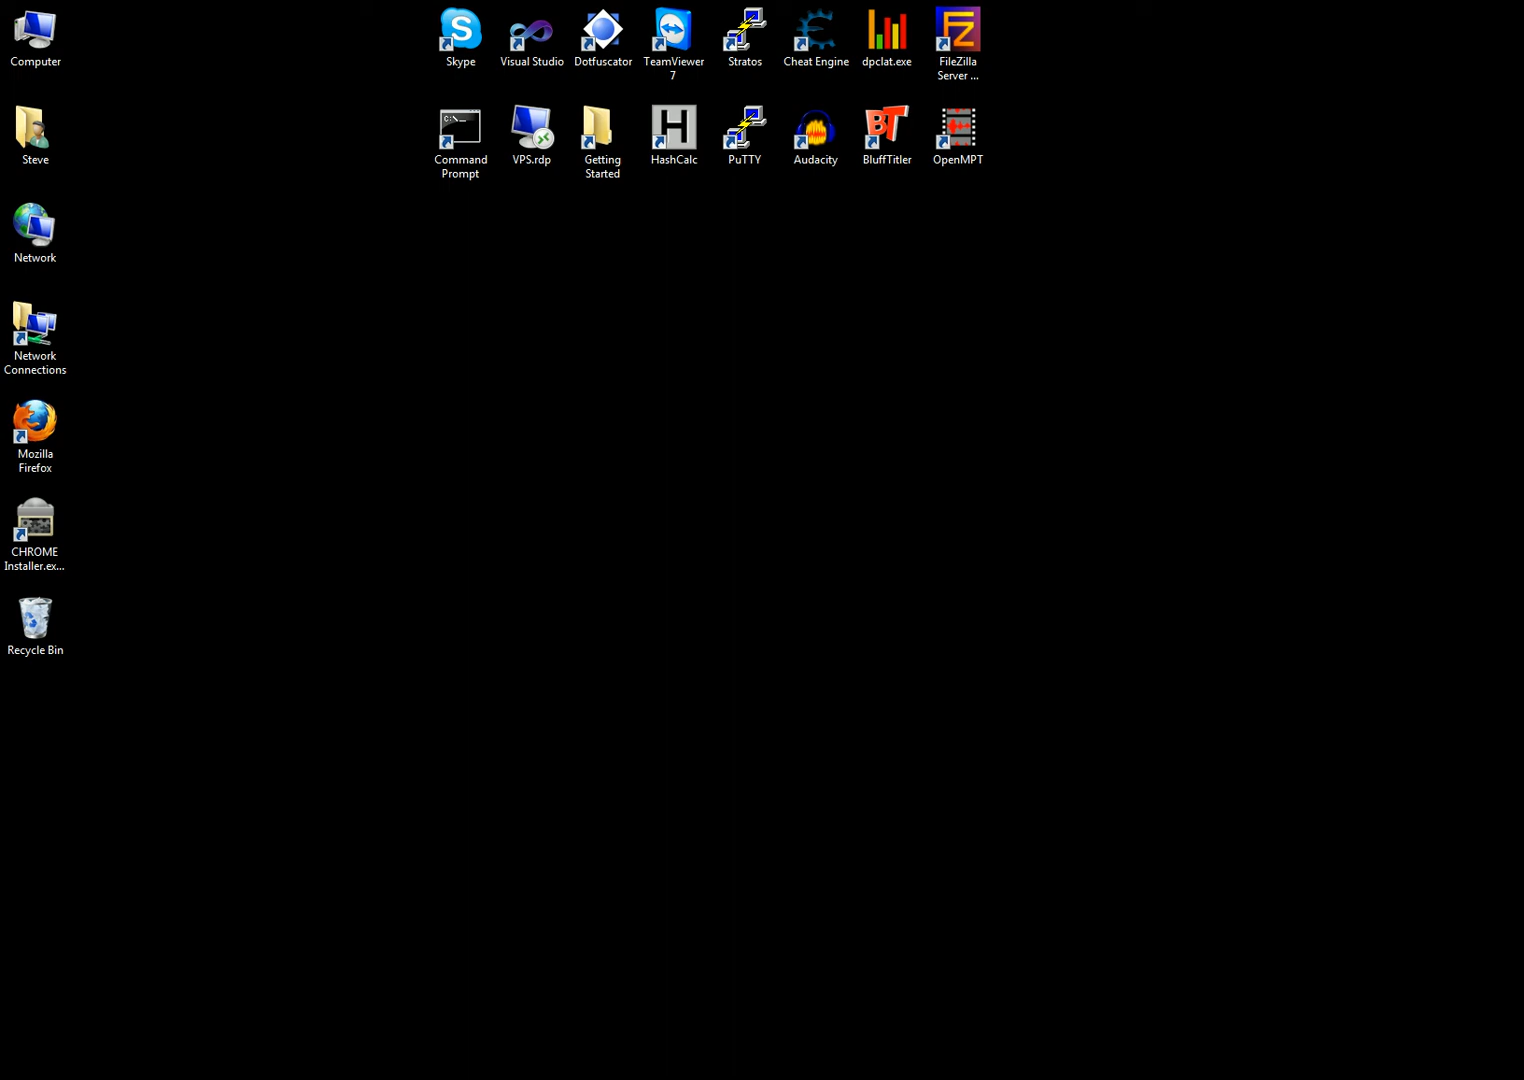 Computer
Steve
Network
Network
Connections
Mozilla
Firefox
CHROME
Installer.ex...
Recycle Bin
Skype
Visual Studio
Dotfuscator
TeamViewer
7
Stratos
Cheat Engine
dpclat.exe
FileZilla
Server ...
C:\_
Command
Prompt
VPS.rdp
Getting
Started
H
HashCalc
PuTTY
Audacity
BT
BluffTitler
OpenMPT